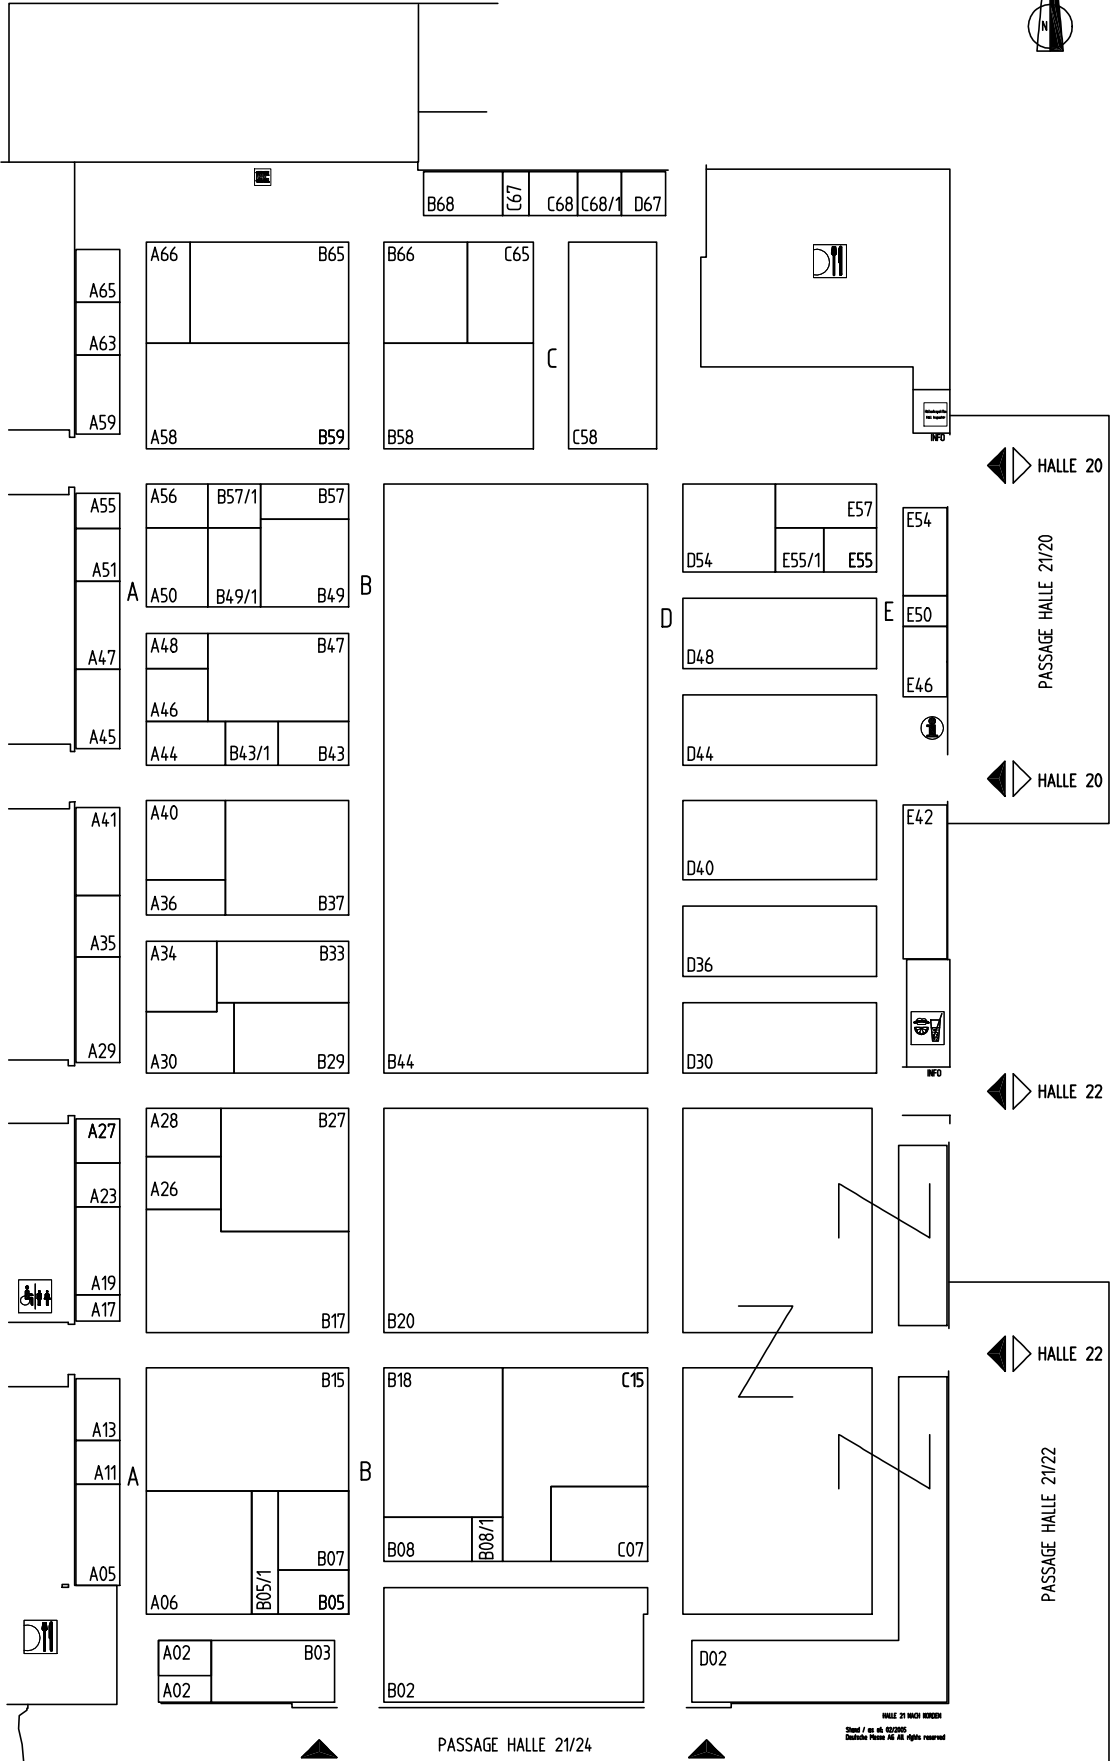 N
B68 C67 C68 C68/1 D67
A66 B65 B66 C65
A65
A63
C
A59
A58 B59 B58 C58
INFO
HALLE 20
A55 A56 B57/1 B57 E57 E54
A51 D54 E55/1 E55
A A50 B49/1 B49 B
D E E50
PASSAGE HALLE 21/20
A48 B47
A47 D48
A46 E46
A45 A44 B43/1 B43 D44
HALLE 20
A41 A40 E42
D40
A36 B37
A35
A34 B33 D36
A29 A30 B29 B44 D30
INFO
HALLE 22
A27 A28 B27
A23 A26
A19
A17 B17 B20
HALLE 22
B15 B18 C15
A13
A11 A B
PASSAGE HALLE 21/22
B08 B08/1 C07
B07
A05
A06 B05/1 B05
A02 B03 D02
A02 B02
HALLE 21 NACH NORDEN
Stand / as at: 02/2005
Deutsche Messe AG All rights reserved
PASSAGE HALLE 21/24